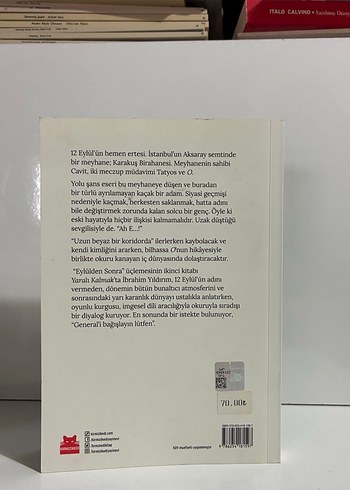 ITALO CALVINO • Yaralmış Düny
12 Eylül'ün hemen ertesi. İstanbul'un Aksaray semtinde
bir meyhane; Karakuş Birahanesi. Meyhanenin sahibi
Cavit, iki meczup müdavimi Tatyos ve O.
Yolu şans eseri bu meyhaneye düşen ve buradan
bir türlü ayrılamayan kaçak bir adam. Siyasi geçmişi
nedeniyle kaçmak, herkesten saklanmak, hatta adını
bile değiştirmek zorunda kalan solcu bir genç. Öyle ki
eski hayatıyla hiçbir ilişkisi kalmamalıdır. Uzak düştüğü
sevgilisiyle de. "Ah E...!"
"Uzun beyaz bir koridorda" ilerlerken kaybolacak ve
kendi kimliğini ararken, bilhassa Onun hikâyesiyle
birlikte okuru kanayan iç dünyasında dolaştıracaktır.
"Eylülden Sonra" üçlemesinin ikinci kitabı
Yaralı Kalmak'ta İbrahim Yıldırım, 12 Eylül'ün adını
vermeden, dönemin bütün bunaltıcı atmosferini ve
sonrasındaki yarı karanlık dünyayı ustalıkla anlatırken,
oyunlu kurgusu, imgesel dili aracılığıyla okuruyla sıradışı
bir diyalog kuruyor. En sonunda bir istekte bulunuyor,
"General'i bağışlayın lütfen".
70.00₺